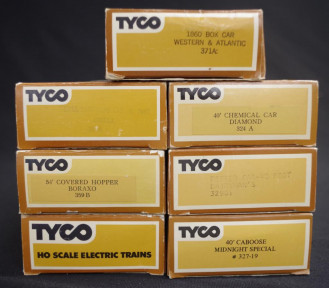 TYCO
1860 BOX CAR
WESTERN & ATLANTIC
371A:
TYCO
TYCO
40' CHEMICAL CAR
DIAMOND
324 A
TYCO
COVERED HOPPER
BORAXO
359-B
TYCO
TYCO
HO SCALE ELECTRIC TRAINS
TYCO
40' CABOOSE
MIDNIGHT SPECIAL
# 327-19